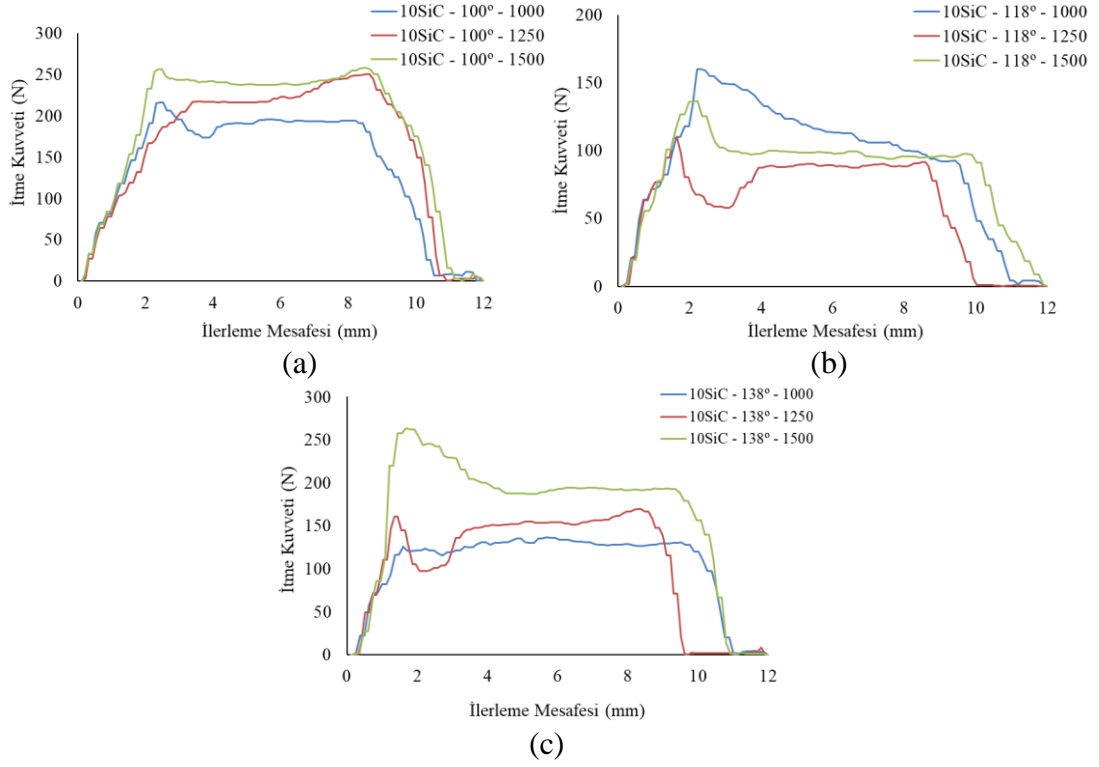 10SiC - 100º - 1000
10SiC - 100º - 1250
10SiC - 100º - 1500
300
250
200
150
100
50
0
İtme Kuvveti (N)
0 2 4 6 8 10 12
İlerleme Mesafesi (mm)
(a)
10SiC - 118º - 1000
10SiC - 118º - 1250
10SiC - 118º - 1500
200
150
100
50
0
İtme Kuvveti (N)
0 2 4 6 8 10 12
İlerleme Mesafesi (mm)
(b)
10SiC - 138º - 1000
10SiC - 138º - 1250
10SiC - 138º - 1500
300
250
200
150
100
50
0
İtme Kuvveti (N)
0 2 4 6 8 10 12
İlerleme Mesafesi (mm)
(c)